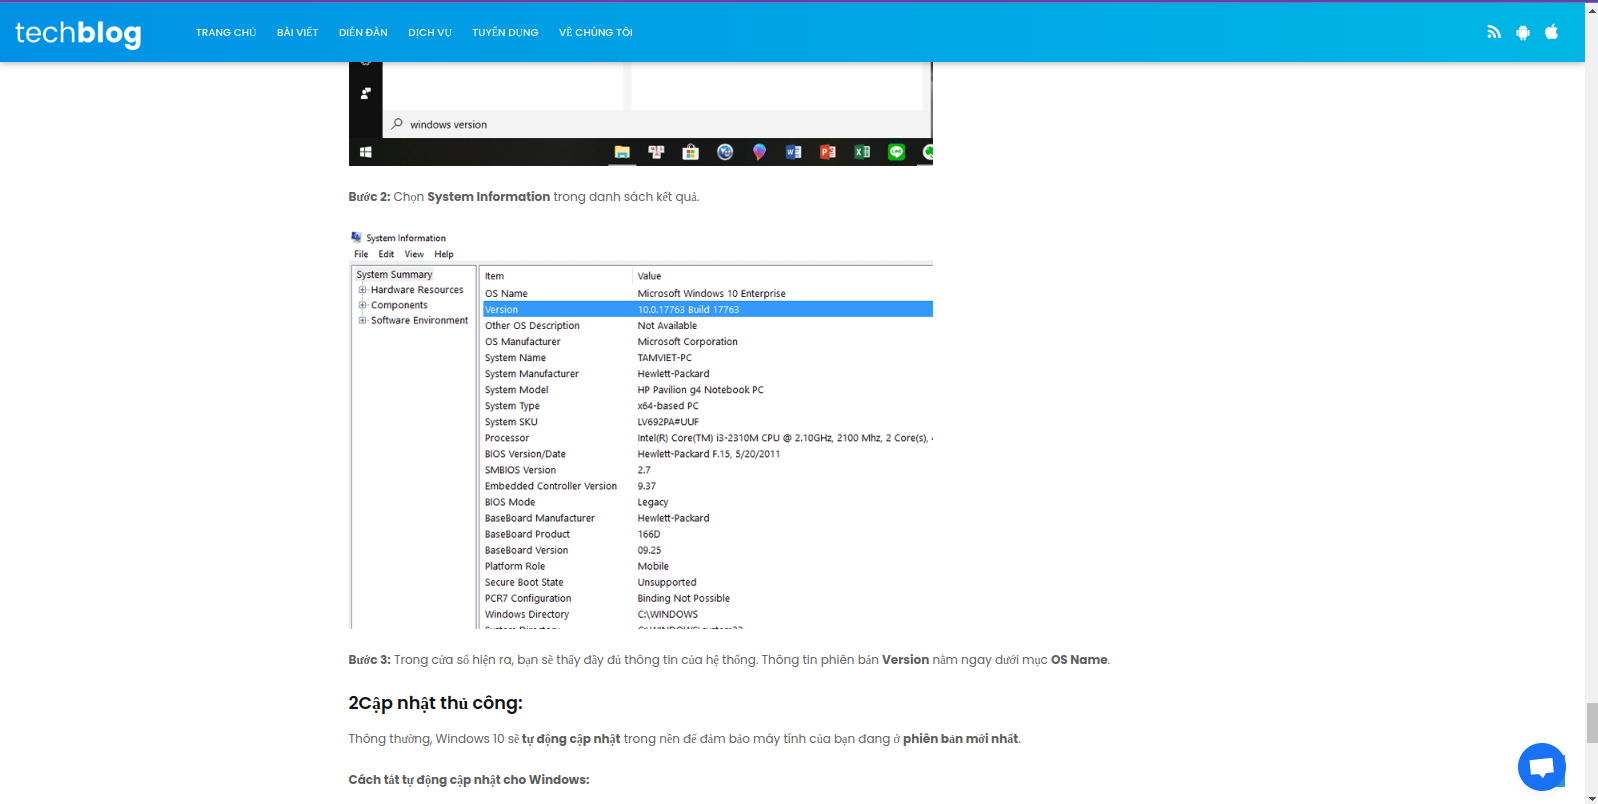 techblog
TRANG CHỦ BÀI VIẾT DIỄN ĐÀN DỊCH VỤ TUYỂN DỤNG VỀ CHÚNG TÔI
windows version
Bước 2: Chọn System Information trong danh sách kết quả.
System Information
File Edit View Help
System Summary
Hardware Resources
Components
Software Environment
Item Value
OS Name Microsoft Windows 10 Enterprise
Version 10.0.17763 Build 17763
Other OS Description Not Available
OS Manufacturer Microsoft Corporation
System Name TAMVIET-PC
System Manufacturer Hewlett-Packard
System Model HP Pavilion g4 Notebook PC
System Type x64-based PC
System SKU LV692PA#UUF
Processor Intel(R) Core(TM) i3-2310M CPU @ 2.10GHz, 2100 Mhz, 2 Core(s),
BIOS Version/Date Hewlett-Packard F.15, 5/20/2011
SMBIOS Version 2.7
Embedded Controller Version 9.37
BIOS Mode Legacy
BaseBoard Manufacturer Hewlett-Packard
BaseBoard Product 166D
BaseBoard Version 09.25
Platform Role Mobile
Secure Boot State Unsupported
PCR7 Configuration Binding Not Possible
Windows Directory C:\WINDOWS
Bước 3: Trong cửa sổ hiện ra, bạn sẽ thấy đầy đủ thông tin của hệ thống. Thông tin phiên bản Version nằm ngay dưới mục OS Name.
2Cập nhật thủ công:
Thông thường, Windows 10 sẽ tự động cập nhật trong nền để đảm bảo máy tính của bạn đang ở phiên bản mới nhất.
Cách tắt tự động cập nhật cho Windows: